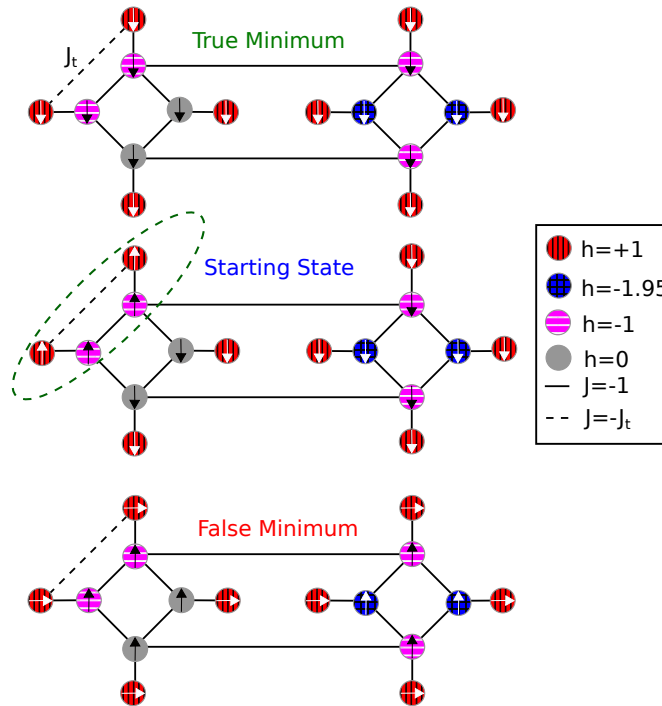 True Minimum
Jₜ
Starting State
h=+1
h=-1.95
h=-1
h=0
J=-1
J=-Jₜ
False Minimum